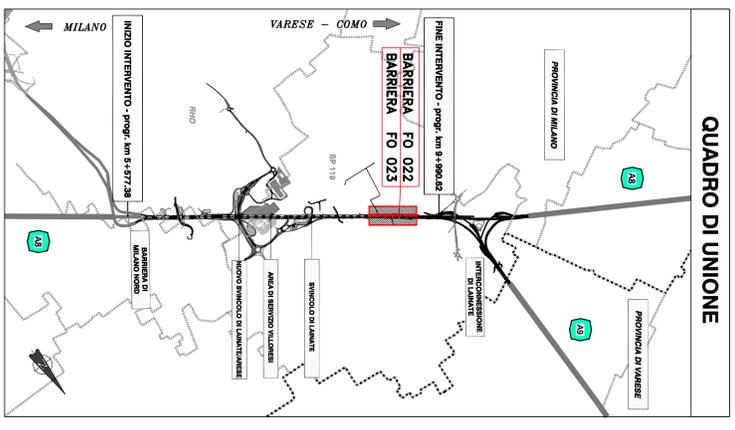 QUADRO DI UNIONE
MILANO
VARESE - COMO
INIZIO INTERVENTO - progr. km 5+577.38
FINE INTERVENTO - progr. km 9+990.62
BARRIERA FO 022
BARRIERA FO 023
PROVINCIA DI MILANO
RHO
SP 119
A8
A8
A9
BARRIERA DI
MILANO NORD
NUOVO SVINCOLO DI LAINATE/ARESE
AREA DI SERVIZIO VILLORESI
SVINCOLO DI LAINATE
INTERCONNESSIONE
DI LAINATE
PROVINCIA DI VARESE